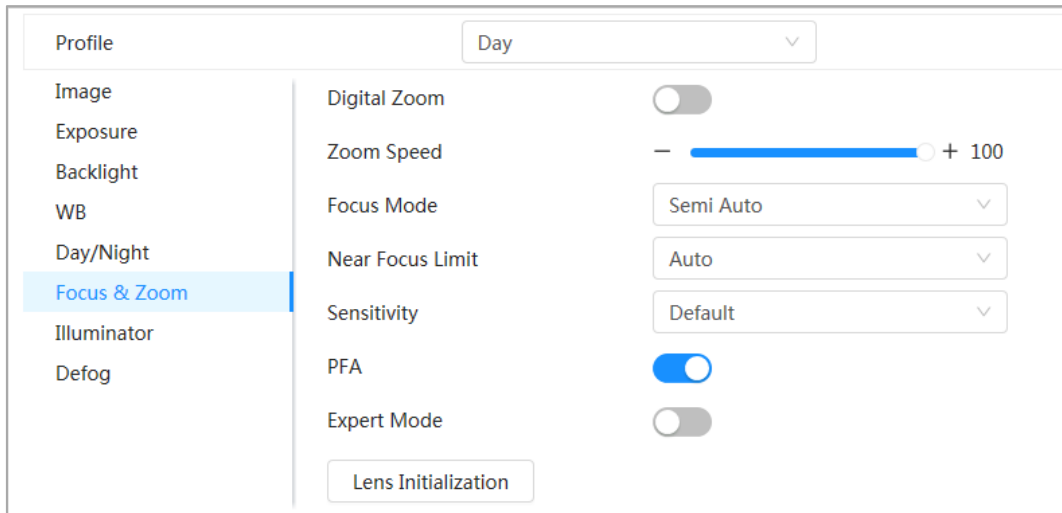 Profile Day
Image
Exposure
Backlight
WB
Day/Night
Focus & Zoom
Illuminator
Defog
Digital Zoom
Zoom Speed − + 100
Focus Mode Semi Auto
Near Focus Limit Auto
Sensitivity Default
PFA
Expert Mode
Lens Initialization